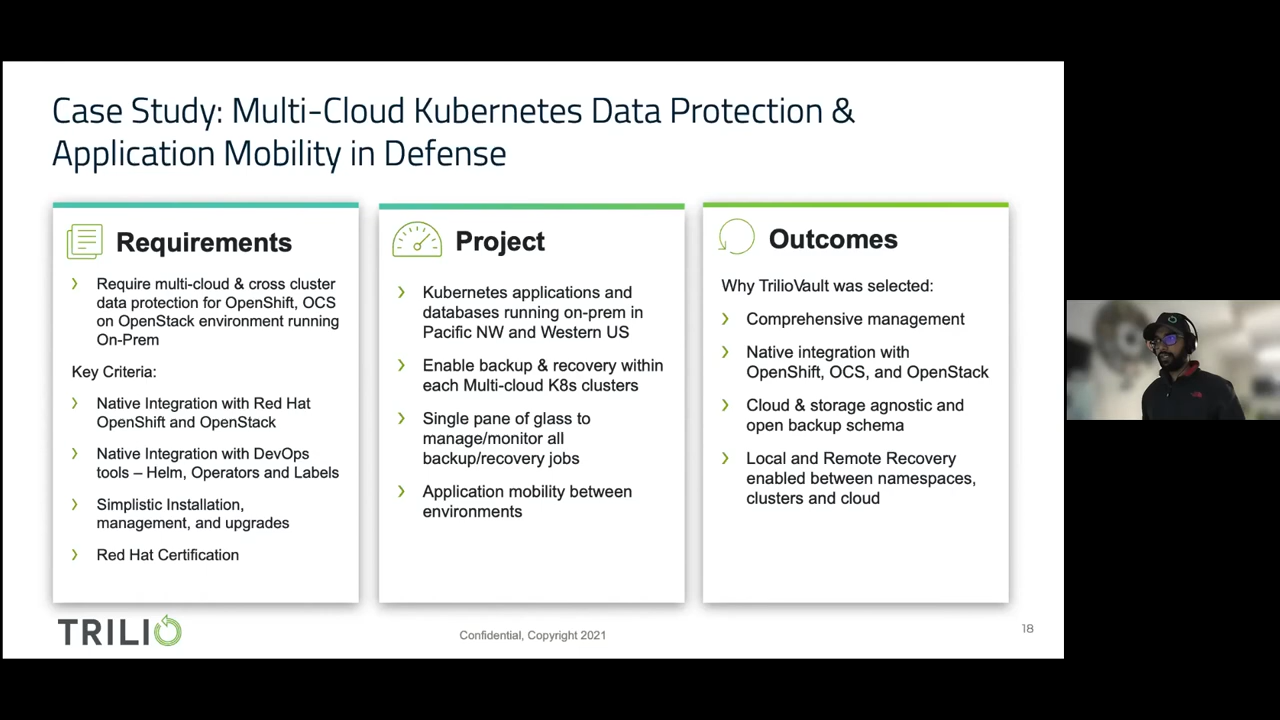 Case Study: Multi-Cloud Kubernetes Data Protection &
Application Mobility in Defense
Requirements
Require multi-cloud & cross cluster
data protection for OpenShift, OCS
on OpenStack environment running
On-Prem
Key Criteria:
Native Integration with Red Hat
OpenShift and OpenStack
Native Integration with DevOps
tools – Helm, Operators and Labels
Simplistic Installation,
management, and upgrades
Red Hat Certification
Project
Kubernetes applications and
databases running on-prem in
Pacific NW and Western US
Enable backup & recovery within
each Multi-cloud K8s clusters
Single pane of glass to
manage/monitor all
backup/recovery jobs
Application mobility between
environments
Outcomes
Why TrilioVault was selected:
Comprehensive management
Native integration with
OpenShift, OCS, and OpenStack
Cloud & storage agnostic and
open backup schema
Local and Remote Recovery
enabled between namespaces,
clusters and cloud
TRILIO
Confidential, Copyright 2021
18